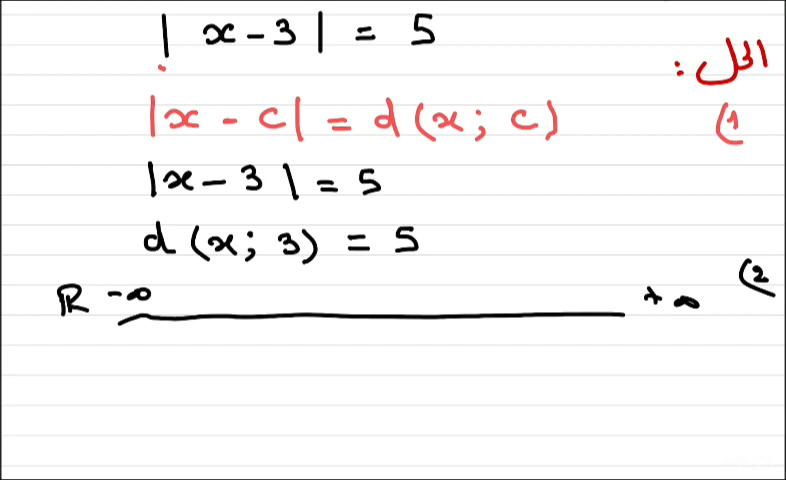 |x - 3| = 5
الحل:
1) |x - c| = d(x; c)
|x - 3| = 5
d(x; 3) = 5
2)
ℝ -∞ +∞